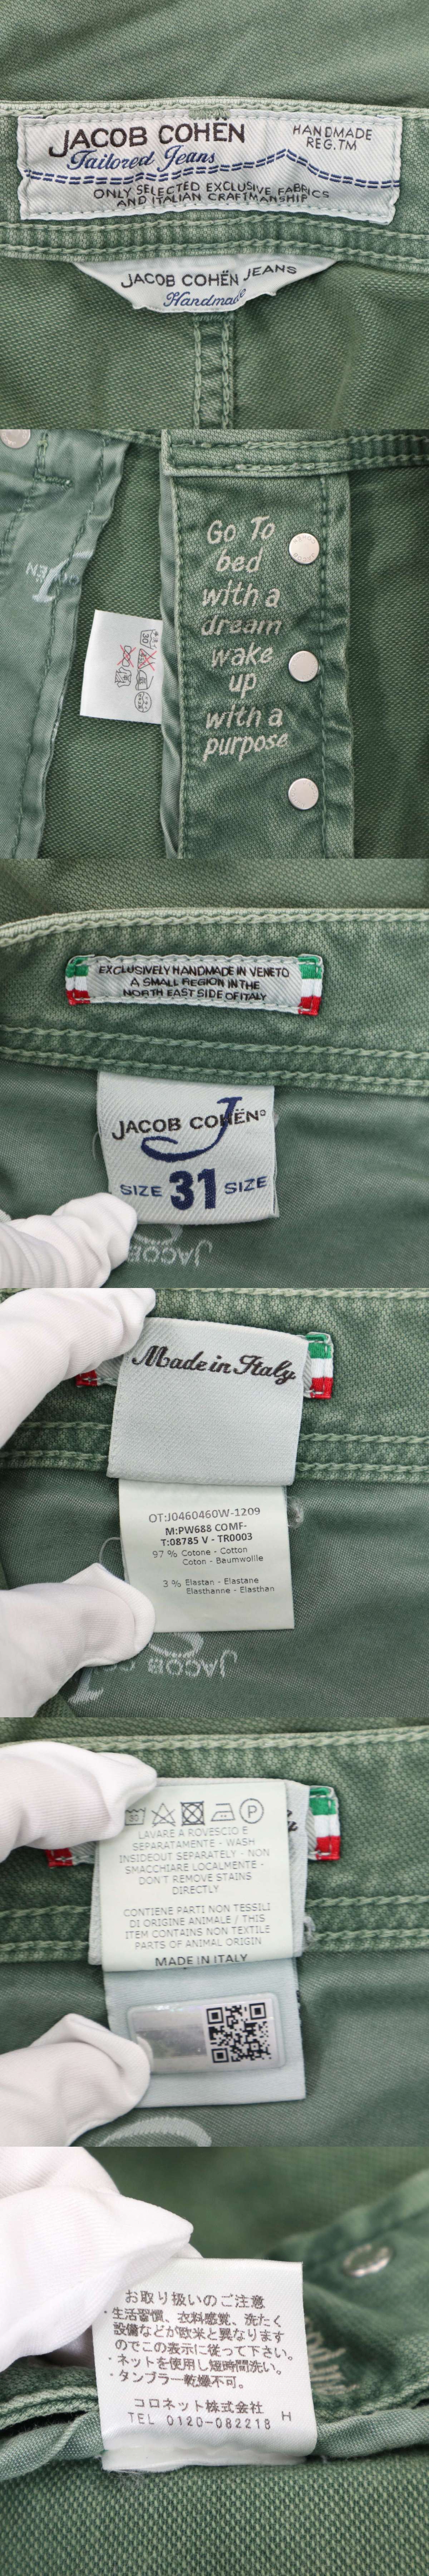 JACOB COHËN
Tailored Jeans
HANDMADE
REG.TM
ONLY SELECTED EXCLUSIVE FABRICS
AND ITALIAN CRAFTMANSHIP
JACOB COHËN JEANS
Handmade
Go To
bed
with a
dream
wake
up
with a
purpose
30
EXCLUSIVELY HANDMADE IN VENETO
A SMALL REGION IN THE
NORTH EAST SIDE OF ITALY
JACOB COHËN
SIZE 31 SIZE
JACOB
Made in Italy
OT:J0460460W-1209
M:PW688 COMF-
T:08785 V - TR0003
97 % Cotone - Cotton
Coton - Baumwollle
3 % Elastan - Elastane
Elasthanne - Elasthan
JACOB CO
P
LAVARE A ROVESCIO E
SEPARATAMENTE - WASH
INSIDEOUT SEPARATELY - NON
SMACCHIARE LOCALMENTE -
DON'T REMOVE STAINS
DIRECTLY
CONTIENE PARTI NON TESSILI
DI ORIGINE ANIMALE / THIS
ITEM CONTAINS NON TEXTILE
PARTS OF ANIMAL ORIGIN
MADE IN ITALY
お取り扱いのご注意
・生活習慣、衣料感覚、洗たく
設備などが欧米と異なります
のでこの表示に従って下さい。
・ネットを使用し短時間洗い。
・タンブラー乾燥不可。
コロネット株式会社
TEL 0120-082218 H